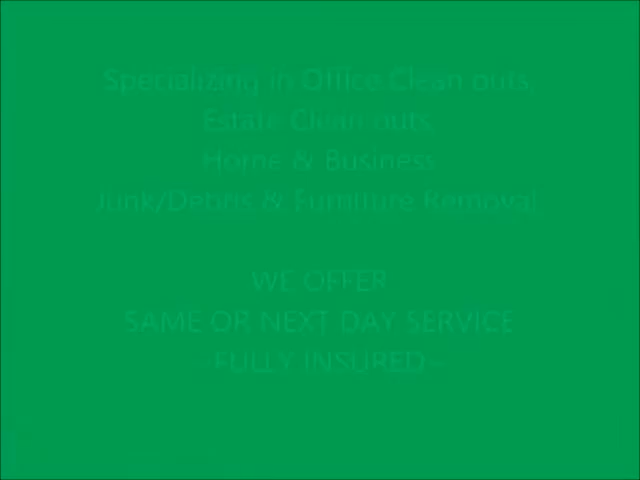 Specializing in Office Clean outs,
Estate Clean outs
Home & Business
Junk/Debris & Furniture Removal
WE OFFER
SAME OR NEXT DAY SERVICE
-FULLY INSURED-